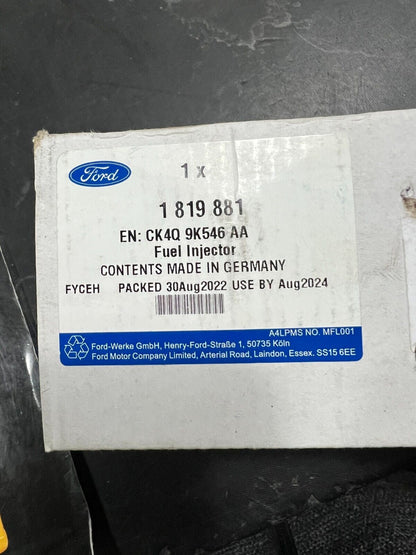 Ford
1 x
1 819 881
EN: CK4Q 9K546 AA
Fuel Injector
CONTENTS MADE IN GERMANY
FYCEH PACKED 30Aug2022 USE BY Aug2024
A4LPMS NO. MFL001
Ford-Werke GmbH, Henry-Ford-Straße 1, 50735 Köln
Ford Motor Company Limited, Arterial Road, Laindon, Essex. SS15 6EE